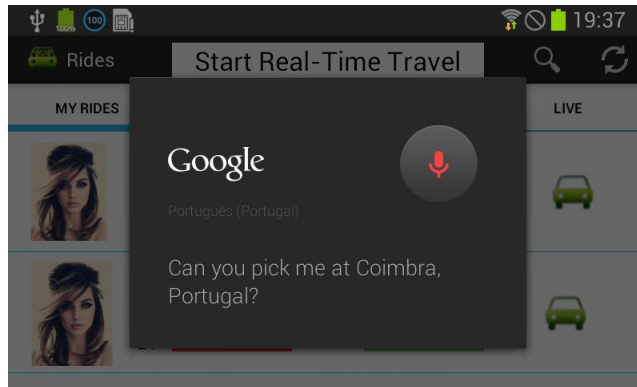 100%
100
19:37
Rides
Start Real-Time Travel
MY RIDES
LIVE
Google
Português (Portugal)
Can you pick me at Coimbra,
Portugal?